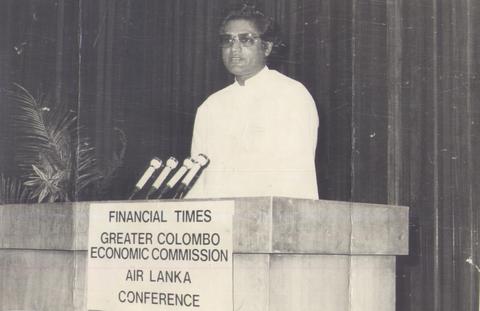 FINANCIAL TIMES
GREATER COLOMBO
ECONOMIC COMMISSION
AIR LANKA
CONFERENCE